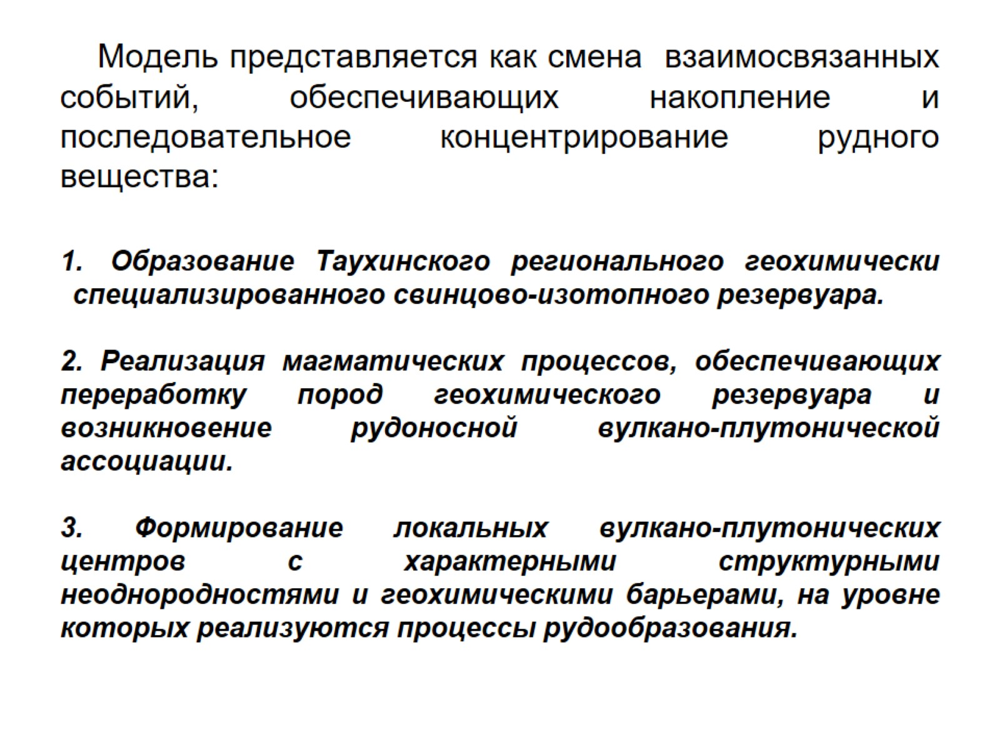 Модель представляется как смена взаимосвязанных
событий, обеспечивающих накопление и
последовательное концентрирование рудного
вещества:
1. Образование Таухинского регионального геохимически
специализированного свинцово-изотопного резервуара.
2. Реализация магматических процессов, обеспечивающих
переработку пород геохимического резервуара и
возникновение рудоносной вулкано-плутонической
ассоциации.
3. Формирование локальных вулкано-плутонических
центров с характерными структурными
неоднородностями и геохимическими барьерами, на уровне
которых реализуются процессы рудообразования.